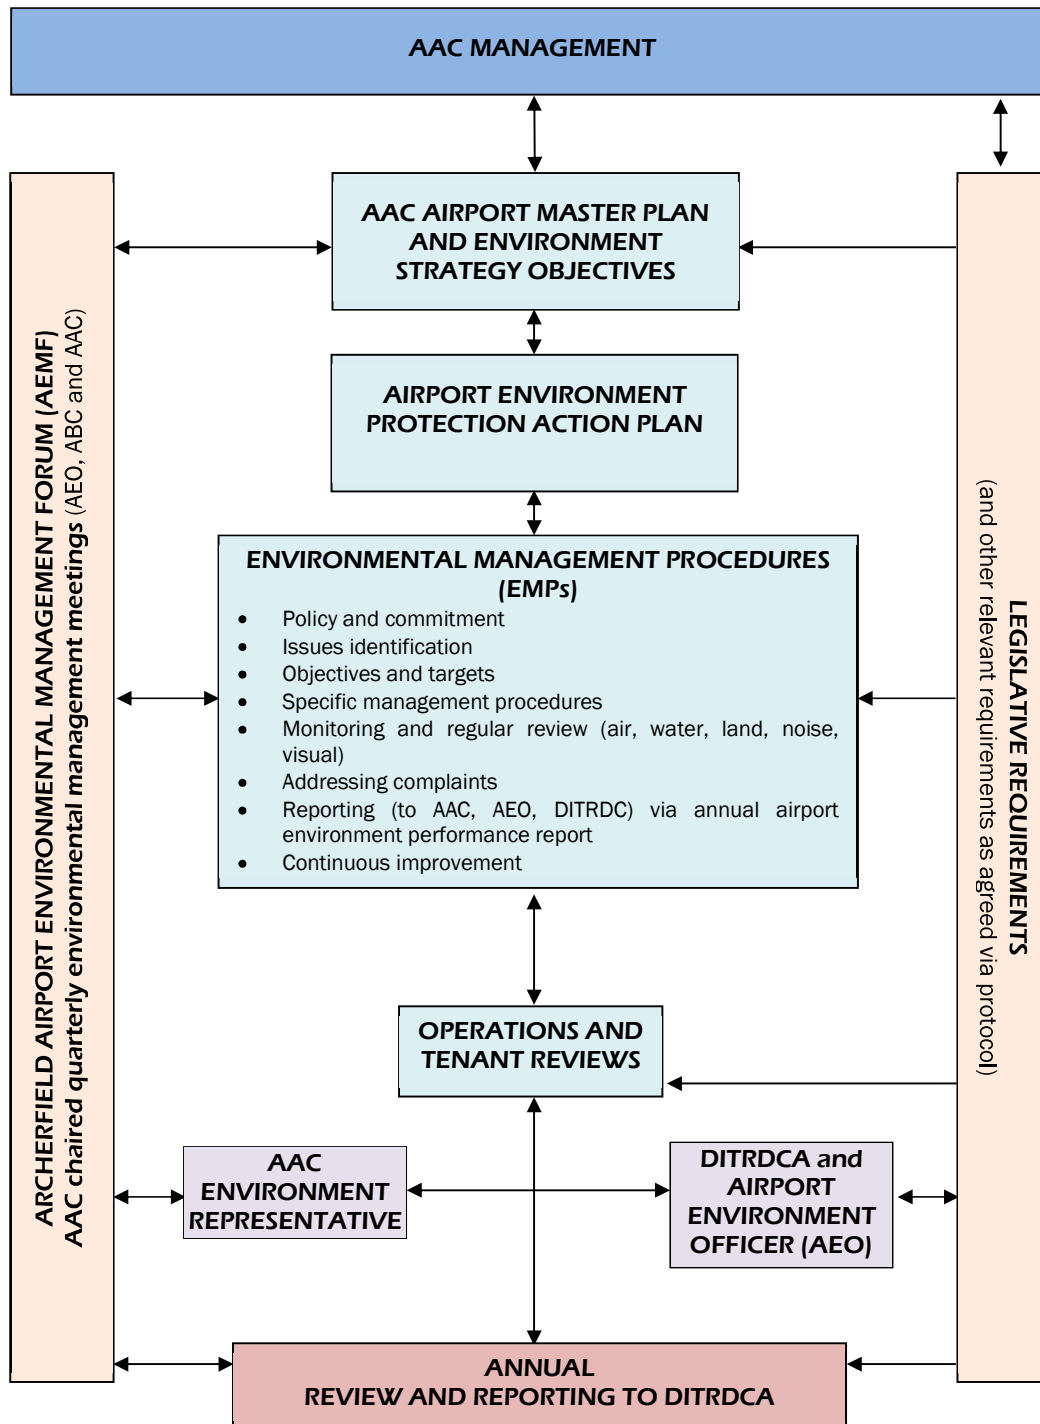 AAC MANAGEMENT
ARCHERFIELD AIRPORT ENVIRONMENTAL MANAGEMENT FORUM (AEMF)
AAC chaired quarterly environmental management meetings (AEO, ABC and AAC)
AAC AIRPORT MASTER PLAN
AND ENVIRONMENT
STRATEGY OBJECTIVES
AIRPORT ENVIRONMENT
PROTECTION ACTION PLAN
ENVIRONMENTAL MANAGEMENT PROCEDURES
(EMPs)
• Policy and commitment
• Issues identification
• Objectives and targets
• Specific management procedures
• Monitoring and regular review (air, water, land, noise,
visual)
• Addressing complaints
• Reporting (to AAC, AEO, DITRDC) via annual airport
environment performance report
• Continuous improvement
OPERATIONS AND
TENANT REVIEWS
AAC
ENVIRONMENT
REPRESENTATIVE
DITRDCA and
AIRPORT
ENVIRONMENT
OFFICER (AEO)
ANNUAL
REVIEW AND REPORTING TO DITRDCA
LEGISLATIVE REQUIREMENTS
(and other relevant requirements as agreed via protocol)